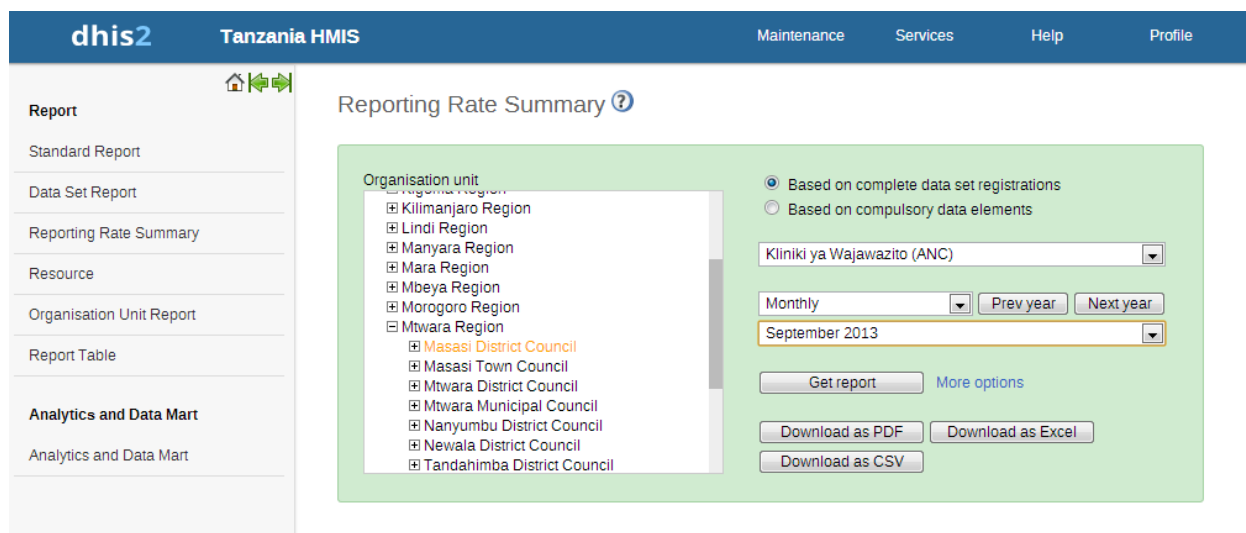 dhis2 Tanzania HMIS Maintenance Services Help Profile
Report
Standard Report
Data Set Report
Reporting Rate Summary
Resource
Organisation Unit Report
Report Table
Analytics and Data Mart
Analytics and Data Mart
Reporting Rate Summary
Organisation unit
Kigoma Region
Kilimanjaro Region
Lindi Region
Manyara Region
Mara Region
Mbeya Region
Morogoro Region
Mtwara Region
Masasi District Council
Masasi Town Council
Mtwara District Council
Mtwara Municipal Council
Nanyumbu District Council
Newala District Council
Tandahimba District Council
Based on complete data set registrations
Based on compulsory data elements
Kliniki ya Wajawazito (ANC)
Monthly Prev year Next year
September 2013
Get report More options
Download as PDF Download as Excel
Download as CSV